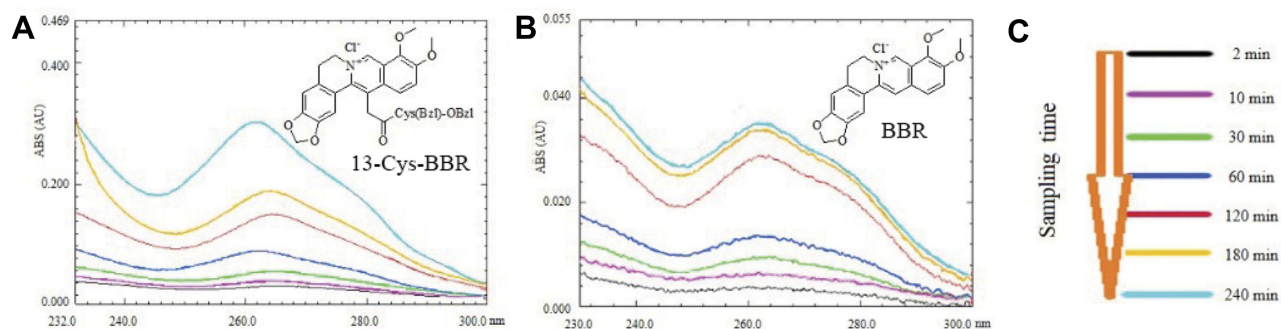 A
0.469
0.400
0.200
0.000
ABS (AU)
232.0
240.0
260.0
280.0
300.0 nm
Cl⁻
N⁺
O
O
O
O
O
Cys(Bzl)-OBzl
13-Cys-BBR
B
0.055
0.040
0.020
0.000
ABS (AU)
230.0
240.0
260.0
280.0
300.0 nm
Cl⁻
N⁺
O
O
O
O
BBR
C
Sampling time
2 min
10 min
30 min
60 min
120 min
180 min
240 min